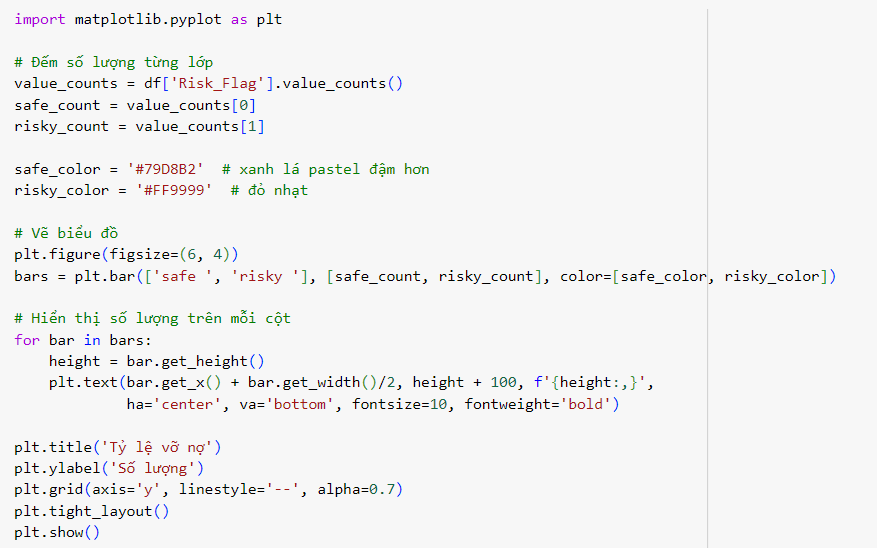 import matplotlib.pyplot as plt
# Đếm số lượng từng lớp
value_counts = df['Risk_Flag'].value_counts()
safe_count = value_counts[0]
risky_count = value_counts[1]
safe_color = '#79D8B2'  # xanh lá pastel đậm hơn
risky_color = '#FF9999'  # đỏ nhạt
# Vẽ biểu đồ
plt.figure(figsize=(6, 4))
bars = plt.bar(['safe ', 'risky '], [safe_count, risky_count], color=[safe_color, risky_color])
# Hiển thị số lượng trên mỗi cột
for bar in bars:
    height = bar.get_height()
    plt.text(bar.get_x() + bar.get_width()/2, height + 100, f'{height:,}',
             ha='center', va='bottom', fontsize=10, fontweight='bold')
plt.title('Tỷ lệ vỡ nợ')
plt.ylabel('Số lượng')
plt.grid(axis='y', linestyle='--', alpha=0.7)
plt.tight_layout()
plt.show()